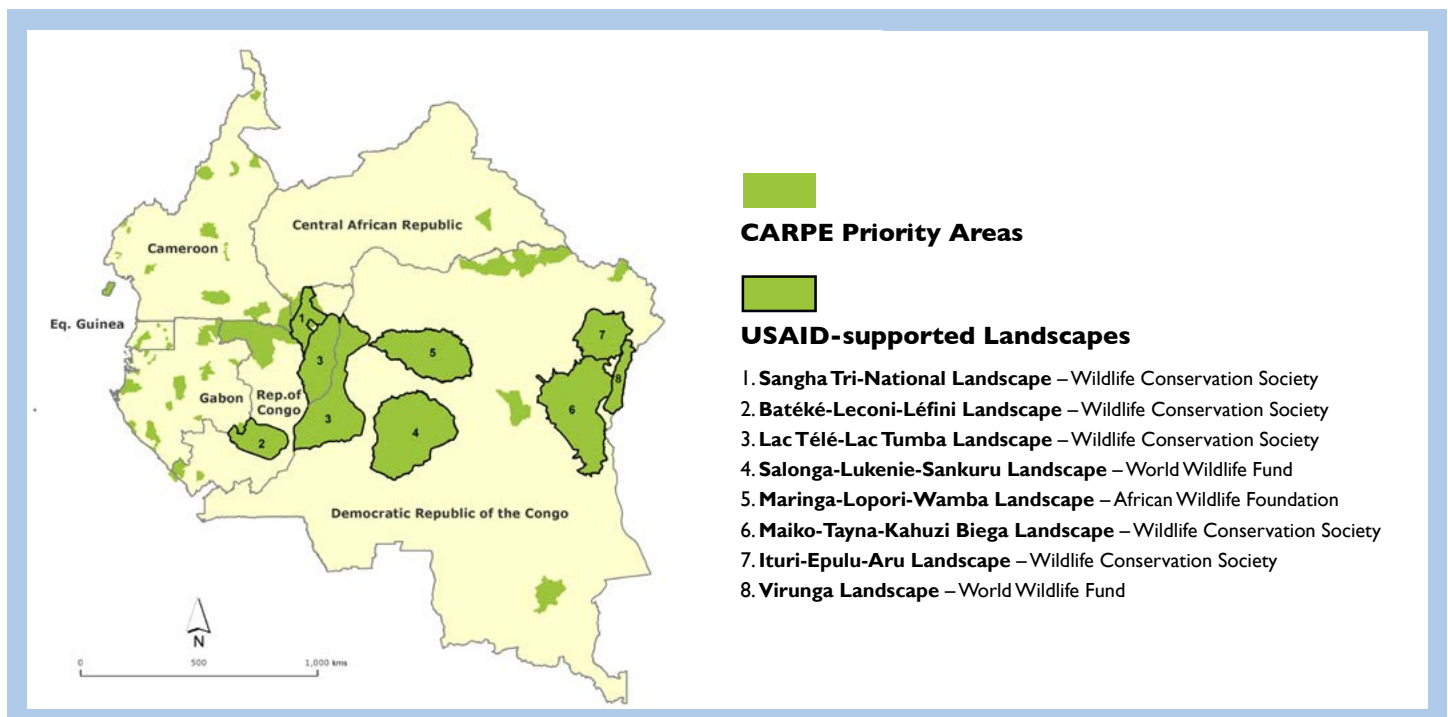 Central African Republic
Cameroon
Eq. Guinea
Gabon
Rep.of
Congo
Democratic Republic of the Congo
1
2
3
3
4
5
6
7
8
N
0 500 1,000 kms
CARPE Priority Areas
USAID-supported Landscapes
1. Sangha Tri-National Landscape – Wildlife Conservation Society
2. Batéké-Leconi-Léfini Landscape – Wildlife Conservation Society
3. Lac Télé-Lac Tumba Landscape – Wildlife Conservation Society
4. Salonga-Lukenie-Sankuru Landscape – World Wildlife Fund
5. Maringa-Lopori-Wamba Landscape – African Wildlife Foundation
6. Maiko-Tayna-Kahuzi Biega Landscape – Wildlife Conservation Society
7. Ituri-Epulu-Aru Landscape – Wildlife Conservation Society
8. Virunga Landscape – World Wildlife Fund